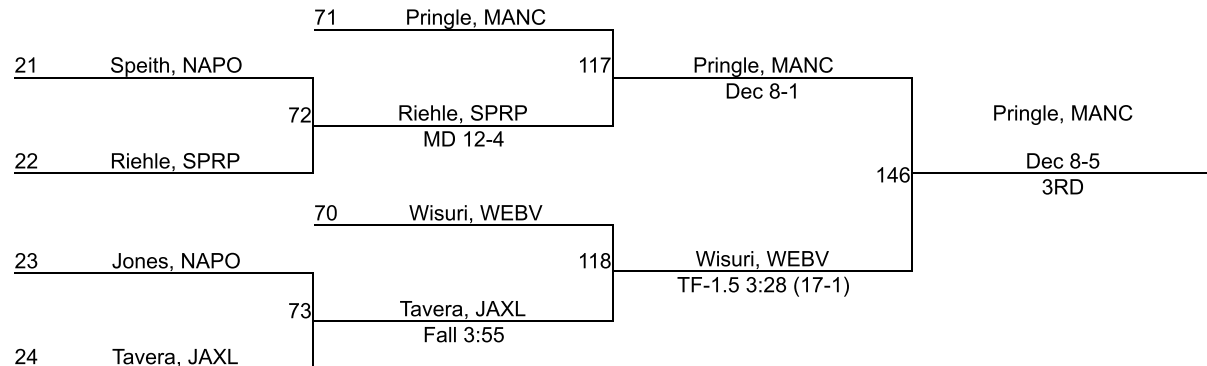 71 Pringle, MANC
21 Speith, NAPO
117 Pringle, MANC
Dec 8-1
72 Riehle, SPRP
MD 12-4
Pringle, MANC
22 Riehle, SPRP
Dec 8-5
146
3RD
70 Wisuri, WEBV
23 Jones, NAPO
118 Wisuri, WEBV
TF-1.5 3:28 (17-1)
73 Tavera, JAXL
Fall 3:55
24 Tavera, JAXL